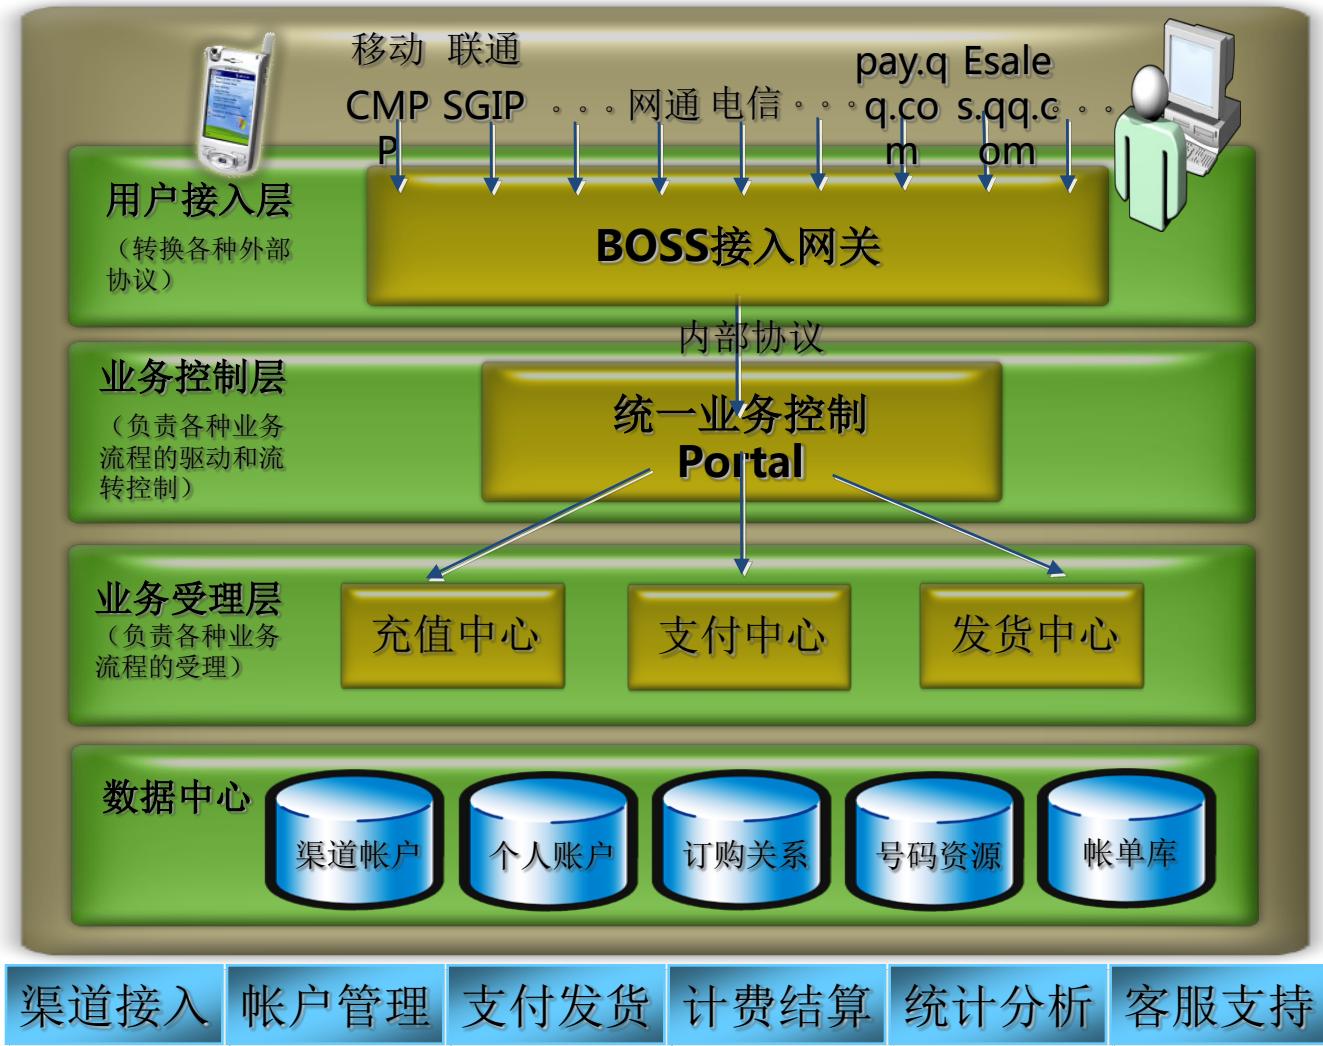 移动 联通
CMP SGIP 。。。网通 电信 。。。 pay.q Esale
P q.co s.qq.c 。。。
m om
用户接入层
（转换各种外部
协议）
BOSS接入网关
内部协议
业务控制层
（负责各种业务
流程的驱动和流
转控制）
统一业务控制
Portal
业务受理层
（负责各种业务
流程的受理）
充值中心 支付中心 发货中心
数据中心
渠道帐户 个人账户 订购关系 号码资源 帐单库
渠道接入 帐户管理 支付发货 计费结算 统计分析 客服支持